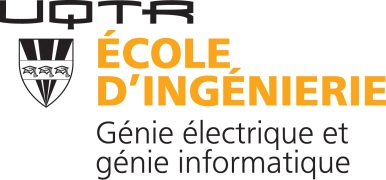 UQTR
ÉCOLE
D'INGÉNIERIE
Génie électrique et
génie informatique